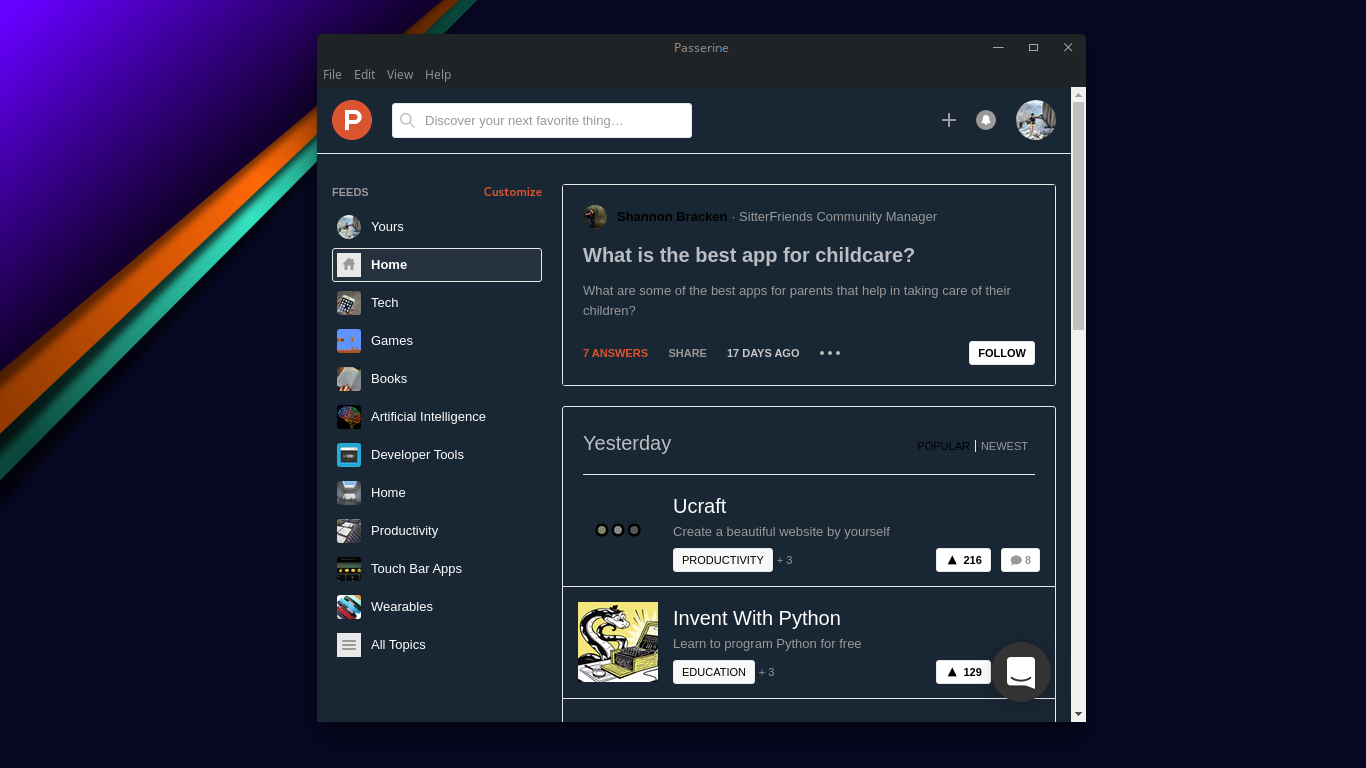 Passerine
File Edit View Help
P
Discover your next favorite thing…
FEEDS Customize
Yours
Home
Tech
Games
Books
Artificial Intelligence
Developer Tools
Home
Productivity
Touch Bar Apps
Wearables
All Topics
Shannon Bracken · SitterFriends Community Manager
What is the best app for childcare?
What are some of the best apps for parents that help in taking care of their
children?
7 ANSWERS SHARE 17 DAYS AGO FOLLOW
Yesterday POPULAR | NEWEST
Ucraft
Create a beautiful website by yourself
PRODUCTIVITY + 3 216 8
Invent With Python
Learn to program Python for free
EDUCATION + 3 129